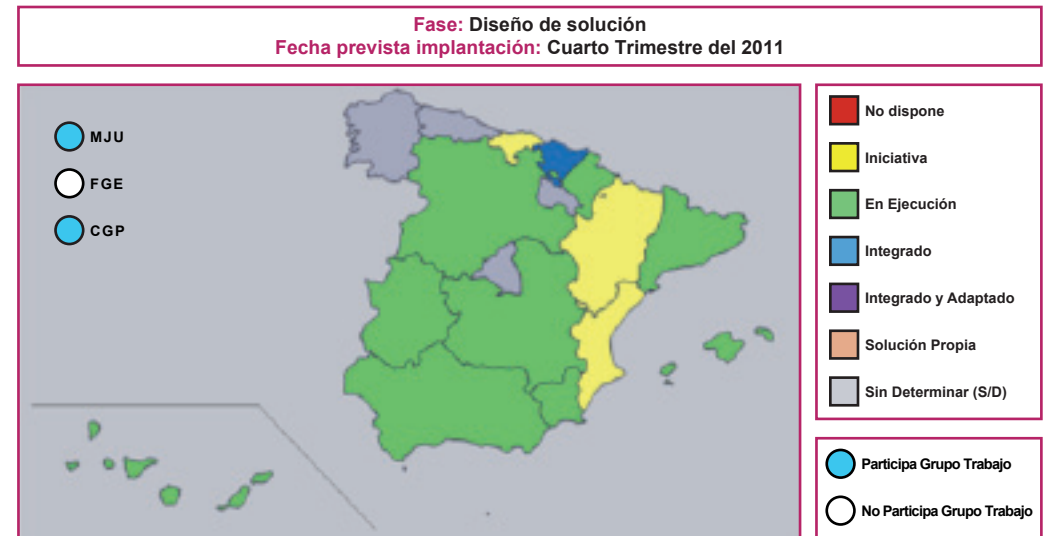 Fase: Diseño de solución
Fecha prevista implantación: Cuarto Trimestre del 2011
MJU
FGE
CGP
No dispone
Iniciativa
En Ejecución
Integrado
Integrado y Adaptado
Solución Propia
Sin Determinar (S/D)
Participa Grupo Trabajo
No Participa Grupo Trabajo